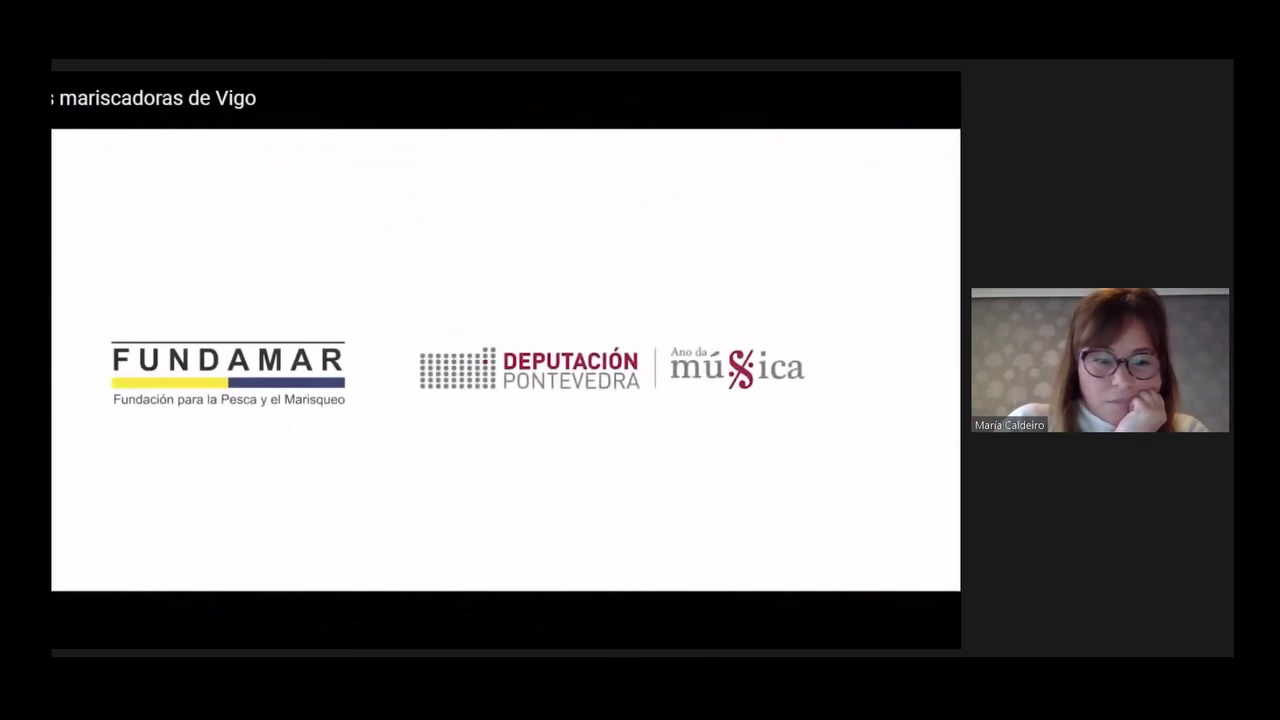 mariscadoras de Vigo
FUNDAMAR
Fundación para la Pesca y el Marisqueo
DEPUTACIÓN
PONTEVEDRA
Ano da
música
María Caldeiro